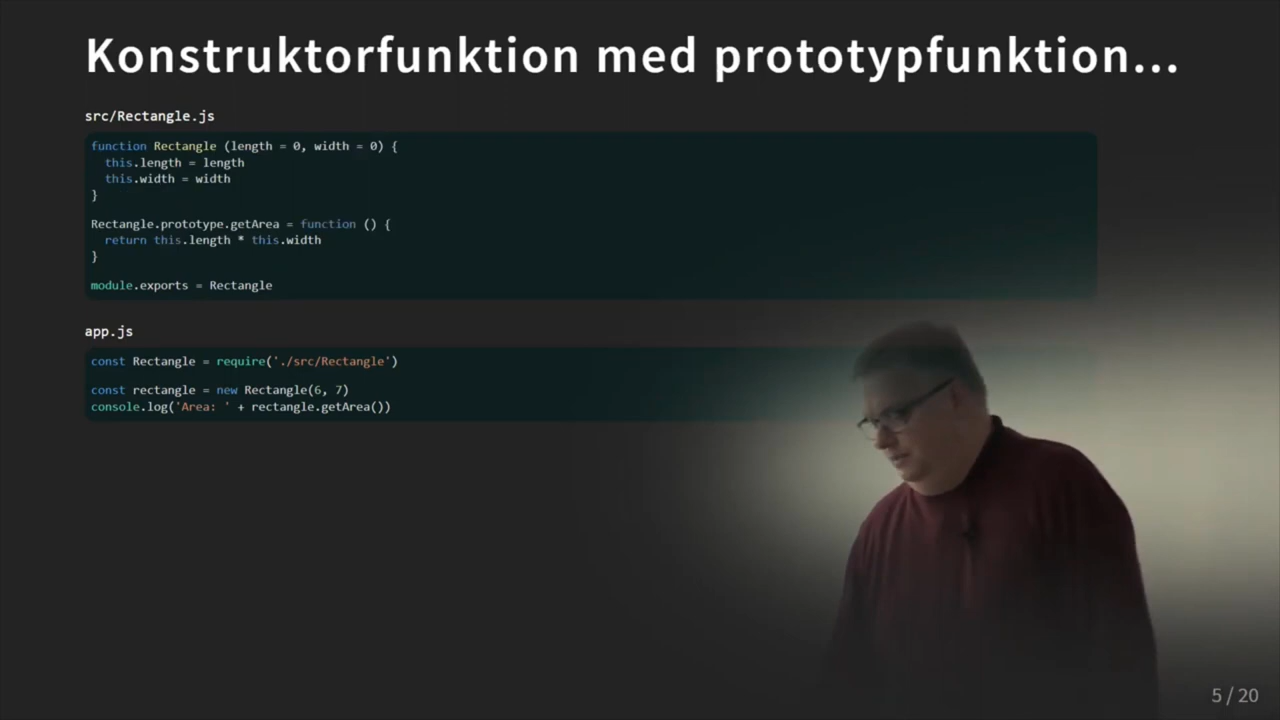 Konstruktorfunktion med prototypfunktion...
src/Rectangle.js
function Rectangle (length = 0, width = 0) {
  this.length = length
  this.width = width
}
Rectangle.prototype.getArea = function () {
  return this.length * this.width
}
module.exports = Rectangle
app.js
const Rectangle = require('./src/Rectangle')
const rectangle = new Rectangle(6, 7)
console.log('Area: ' + rectangle.getArea())
5 / 20